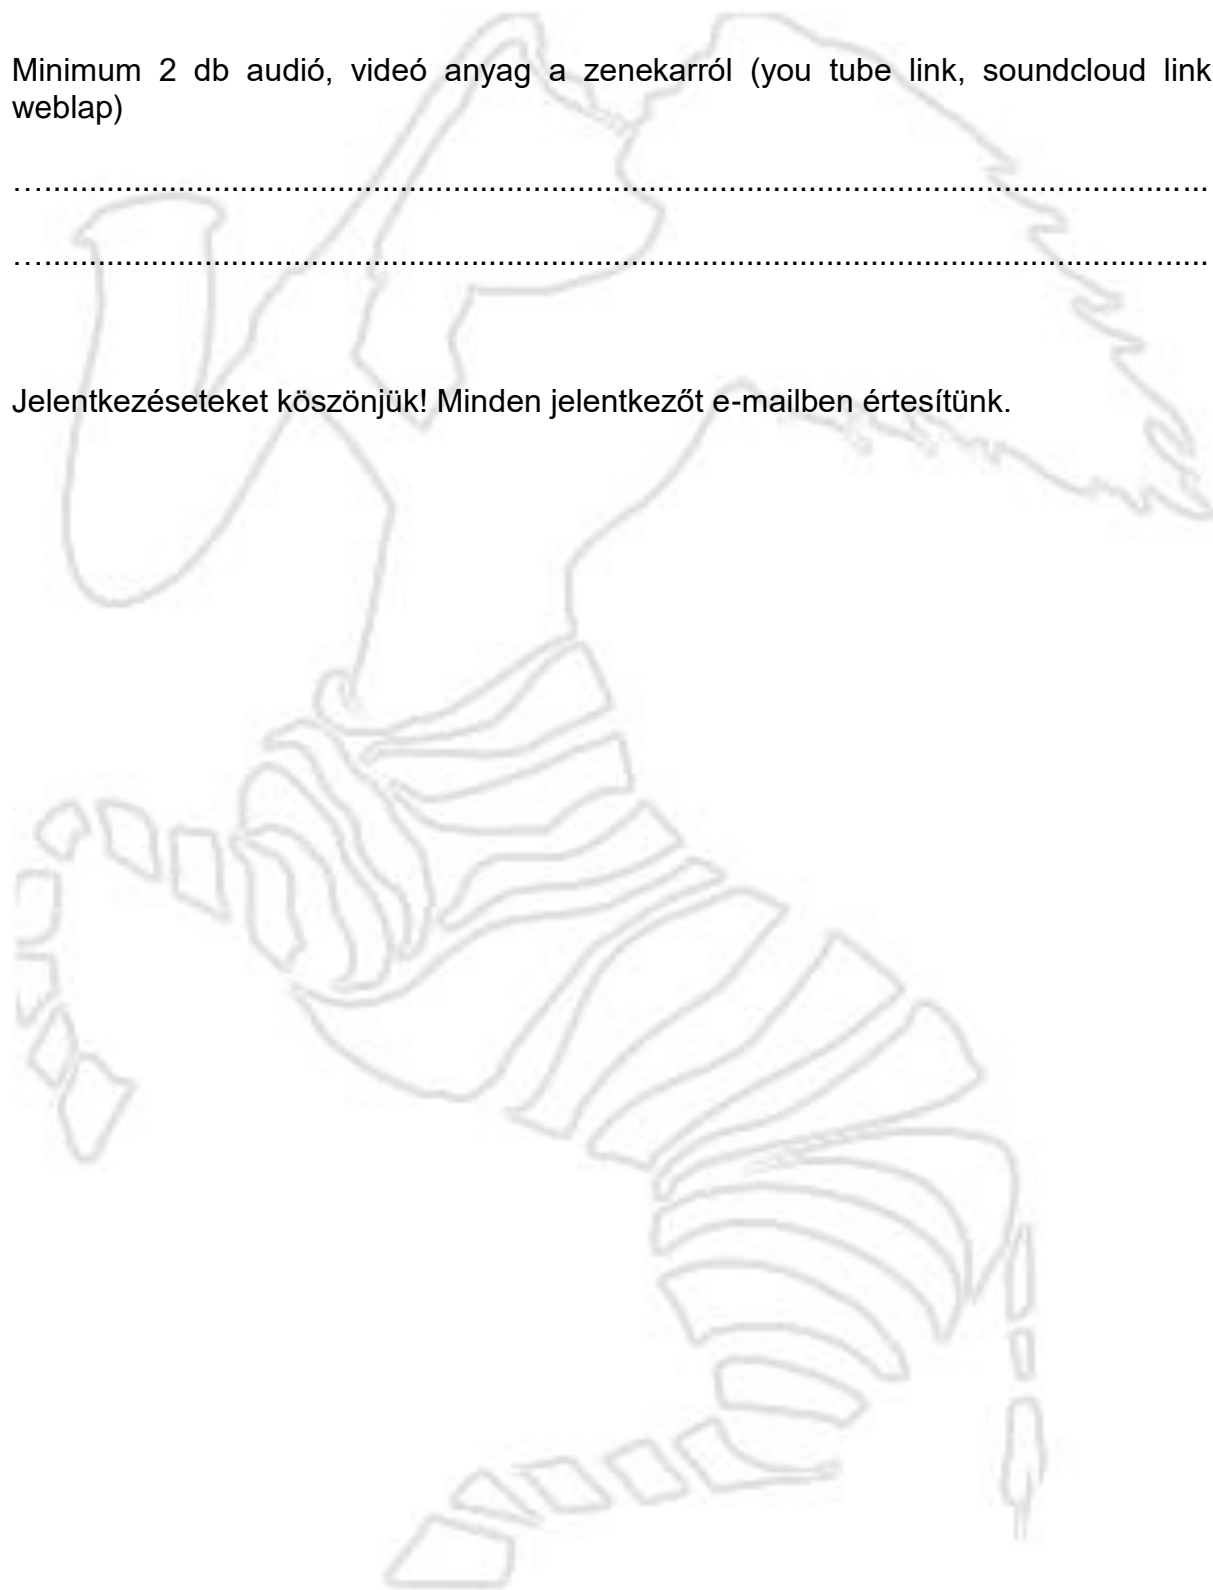 Minimum 2 db audió, videó anyag a zenekarról (you tube link, soundcloud link
weblap)
…...................................................................................................................................…...
…..............................................................................................................................…......
Jelentkezéseteket köszönjük! Minden jelentkezőt e-mailben értesítünk.